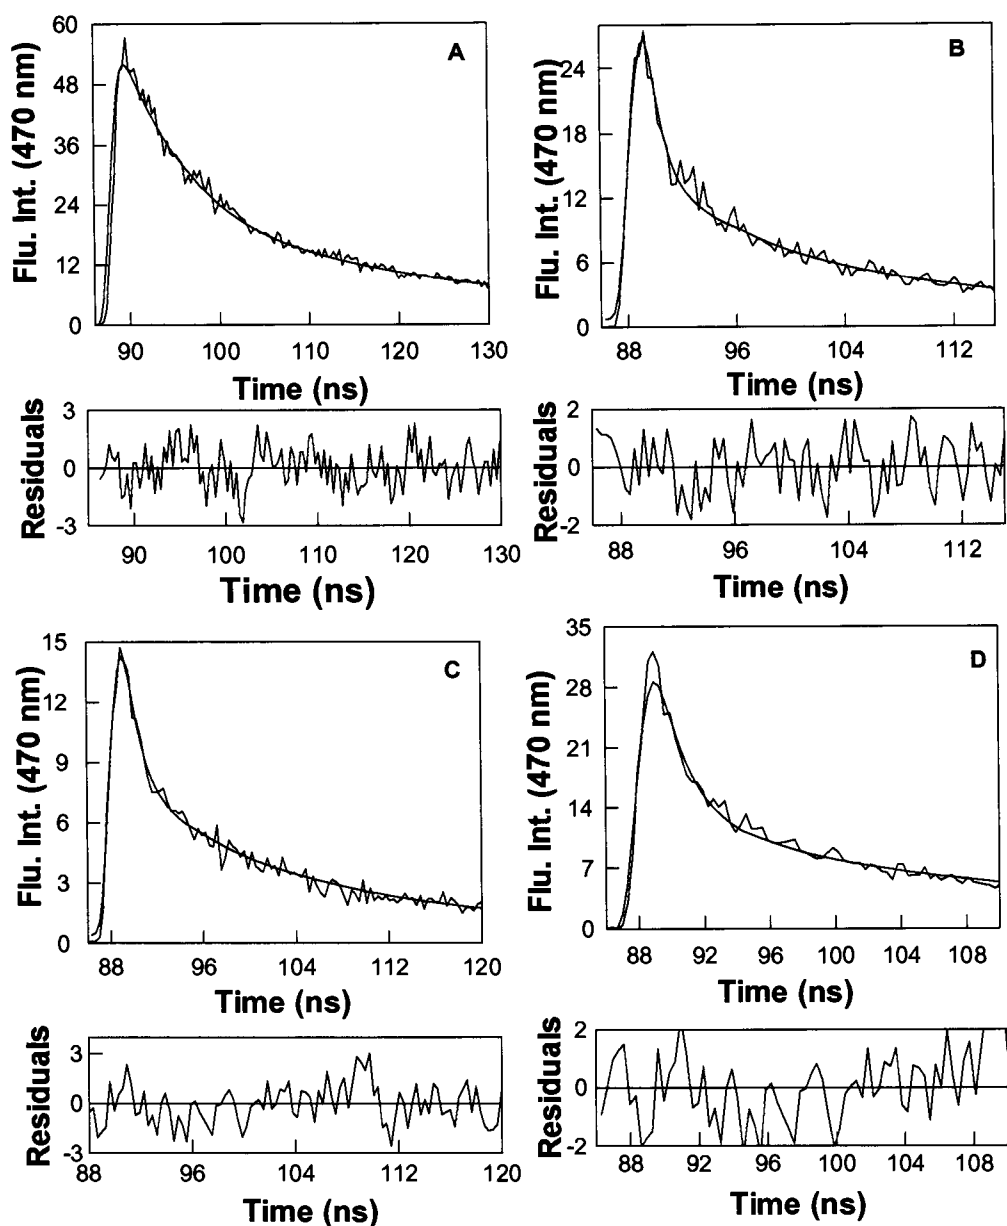 A
Flu. Int. (470 nm)
60
48
36
24
12
0
90 100 110 120 130
Time (ns)
Residuals
3
0
-3
90 100 110 120 130
Time (ns)
B
Flu. Int. (470 nm)
24
18
12
6
0
88 96 104 112
Time (ns)
Residuals
2
0
-2
88 96 104 112
Time (ns)
C
Flu. Int. (470 nm)
15
12
9
6
3
0
88 96 104 112 120
Time (ns)
Residuals
3
0
-3
88 96 104 112 120
Time (ns)
D
Flu. Int. (470 nm)
35
28
21
14
7
0
88 92 96 100 104 108
Time (ns)
Residuals
2
0
-2
88 92 96 100 104 108
Time (ns)